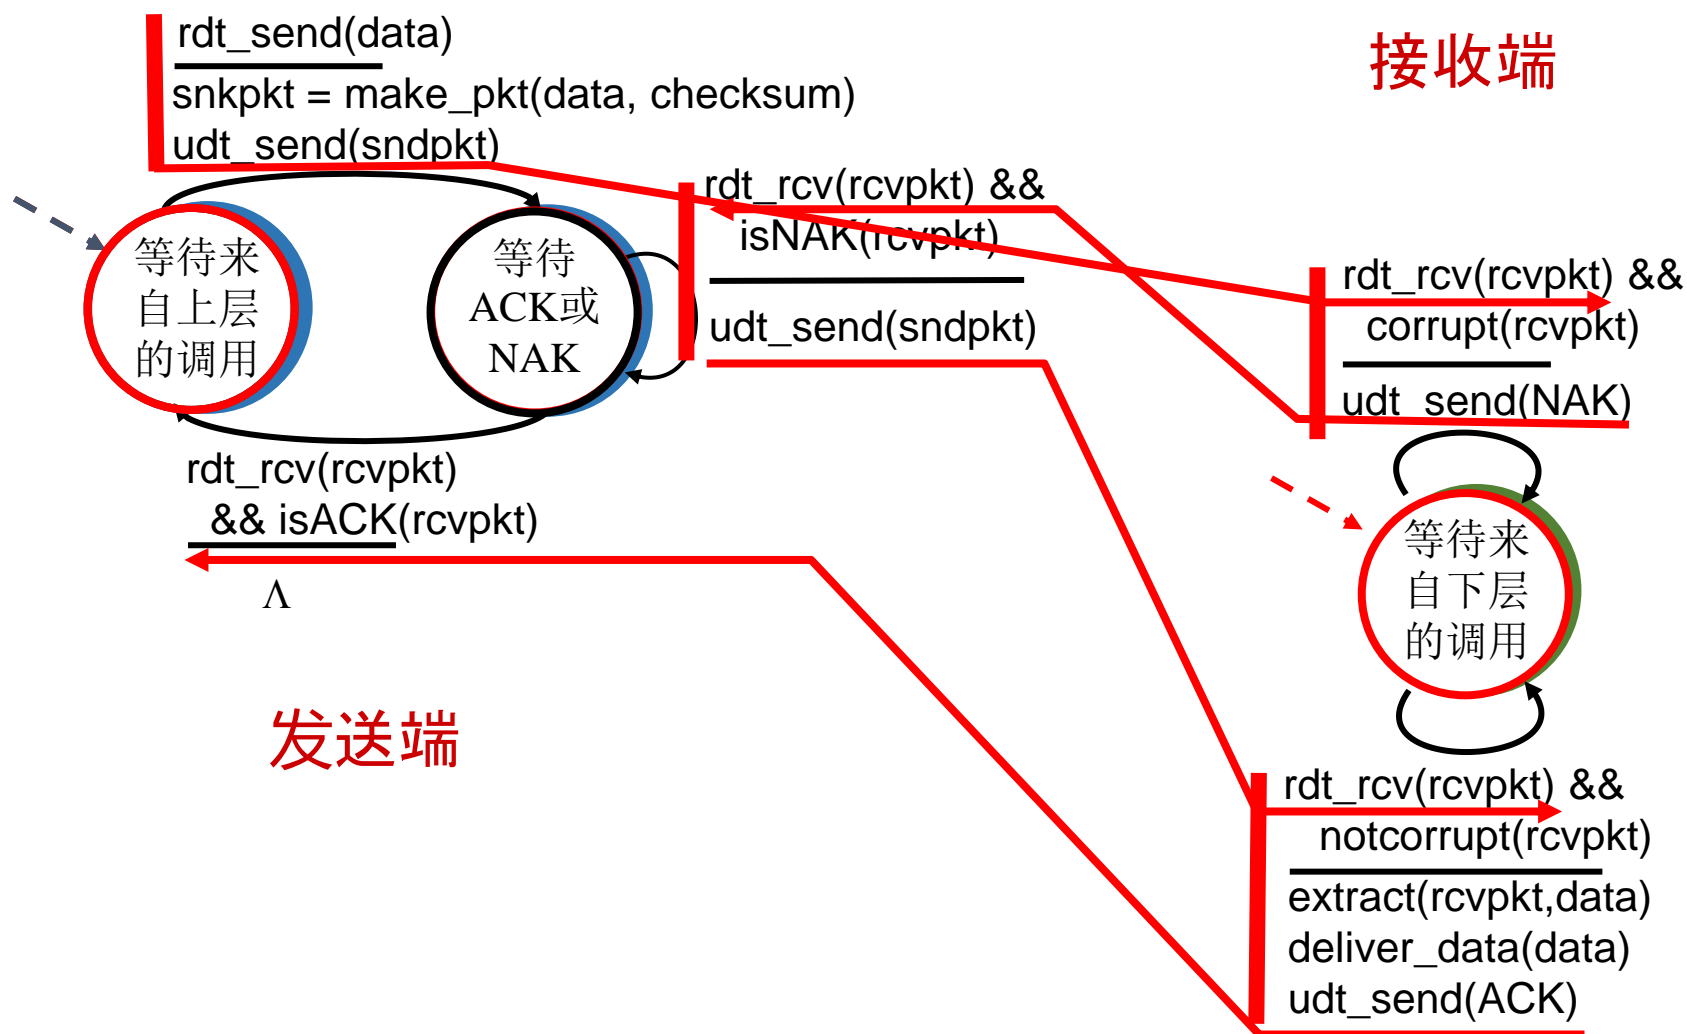 rdt_send(data)
snkpkt = make_pkt(data, checksum)
udt_send(sndpkt)
接收端
等待来
自上层
的调用
等待
ACK或
NAK
rdt_rcv(rcvpkt) &&
isNAK(rcvpkt)
udt_send(sndpkt)
rdt_rcv(rcvpkt) &&
corrupt(rcvpkt)
udt_send(NAK)
rdt_rcv(rcvpkt)
&& isACK(rcvpkt)
Λ
等待来
自下层
的调用
发送端
rdt_rcv(rcvpkt) &&
notcorrupt(rcvpkt)
extract(rcvpkt,data)
deliver_data(data)
udt_send(ACK)